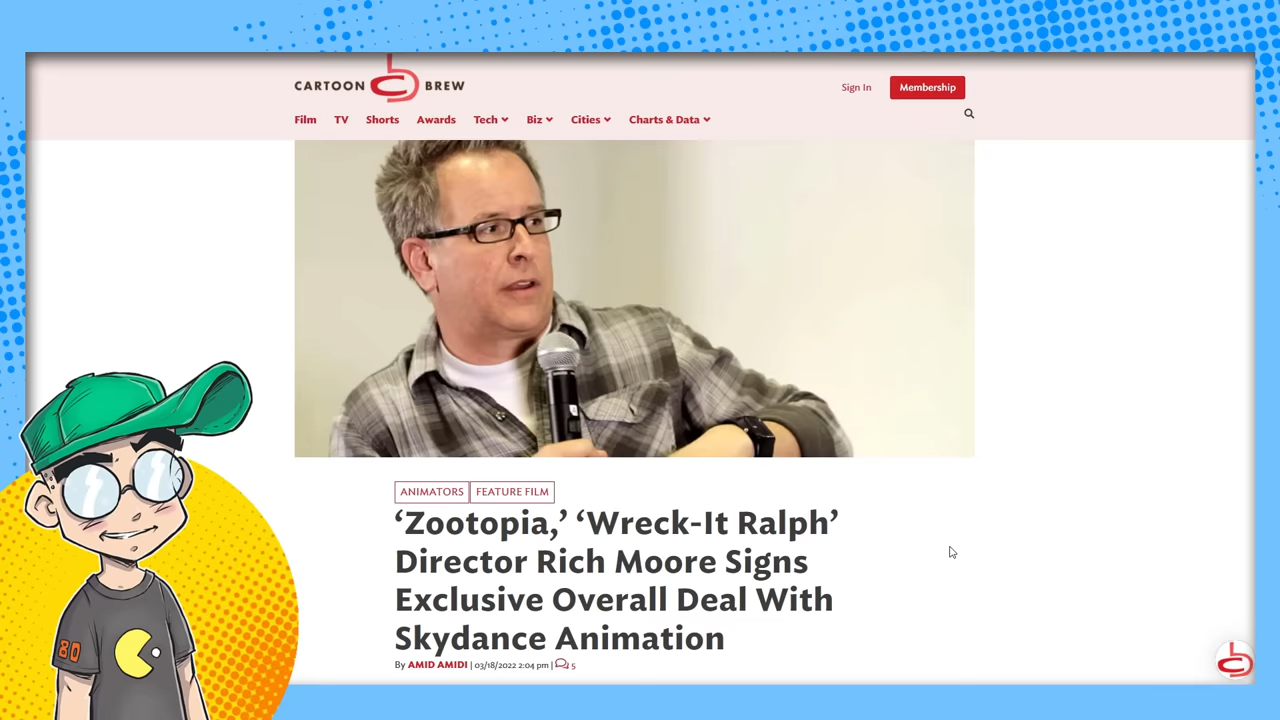 CARTOON BREW
Sign In
Membership
Film TV Shorts Awards Tech Biz Cities Charts & Data
ANIMATORS FEATURE FILM
‘Zootopia,’ ‘Wreck-It Ralph’
Director Rich Moore Signs
Exclusive Overall Deal With
Skydance Animation
By AMID AMIDI | 03/18/2022 2:04 pm | 5
80